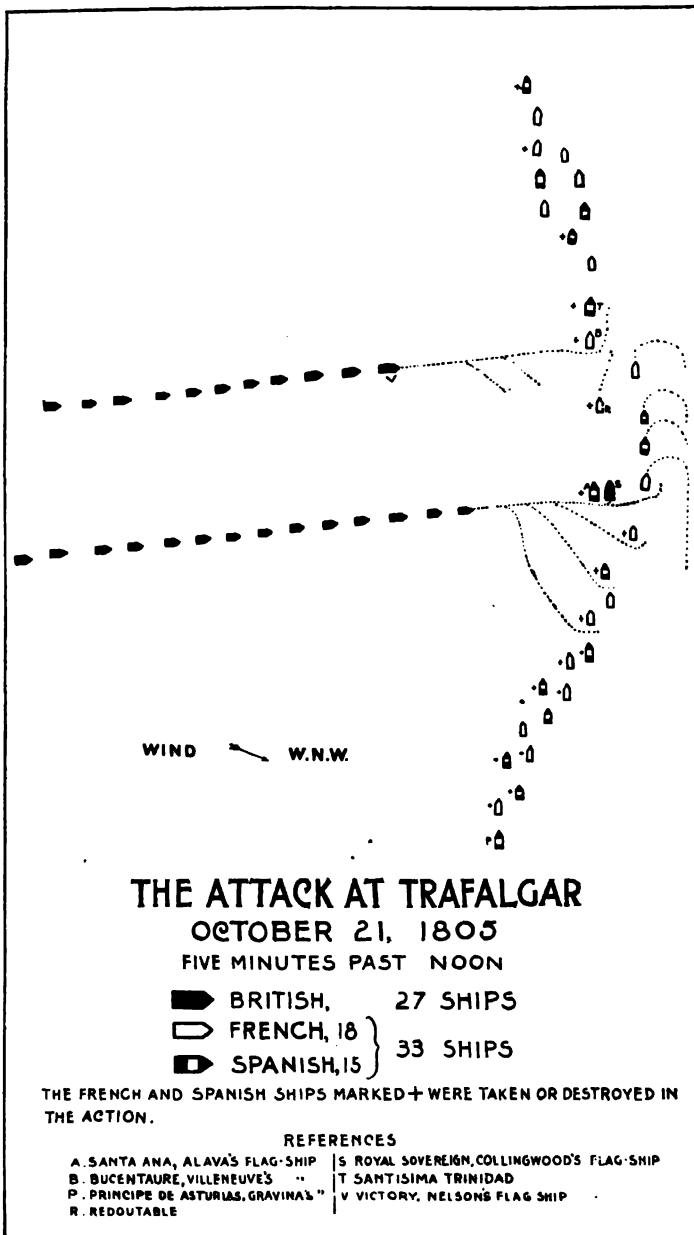 T
B
R
V
A S
WIND W.N.W.
P
THE ATTACK AT TRAFALGAR
OCTOBER 21, 1805
FIVE MINUTES PAST NOON
BRITISH, 27 SHIPS
FRENCH, 18
33 SHIPS
SPANISH, 15
THE FRENCH AND SPANISH SHIPS MARKED + WERE TAKEN OR DESTROYED IN
THE ACTION.
REFERENCES
A. SANTA ANA, ALAVA'S FLAG-SHIP
B. BUCENTAURE, VILLENEUVE'S "
P. PRINCIPE DE ASTURIAS, GRAVINA'S "
R. REDOUTABLE
S ROYAL SOVEREIGN, COLLINGWOOD'S FLAG-SHIP
T SANTISIMA TRINIDAD
V VICTORY, NELSON'S FLAG SHIP